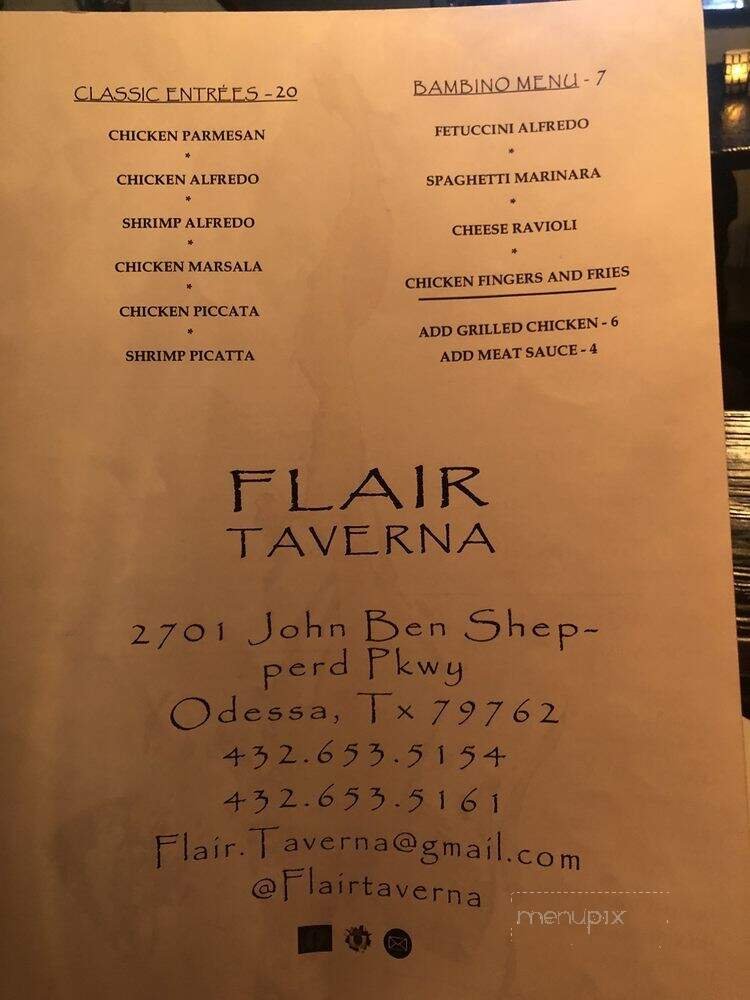 CLASSIC ENTRÉES - 20
CHICKEN PARMESAN
*
CHICKEN ALFREDO
*
SHRIMP ALFREDO
*
CHICKEN MARSALA
*
CHICKEN PICCATA
*
SHRIMP PICATTA
BAMBINO MENU - 7
FETUCCINI ALFREDO
*
SPAGHETTI MARINARA
*
CHEESE RAVIOLI
*
CHICKEN FINGERS AND FRIES
ADD GRILLED CHICKEN - 6
ADD MEAT SAUCE - 4
FLAIR
TAVERNA
2701 John Ben Shep-
perd Pkwy
Odessa, Tx 79762
432.653.5154
432.653.5161
Flair.Taverna@gmail.com
@Flairtaverna
menupix